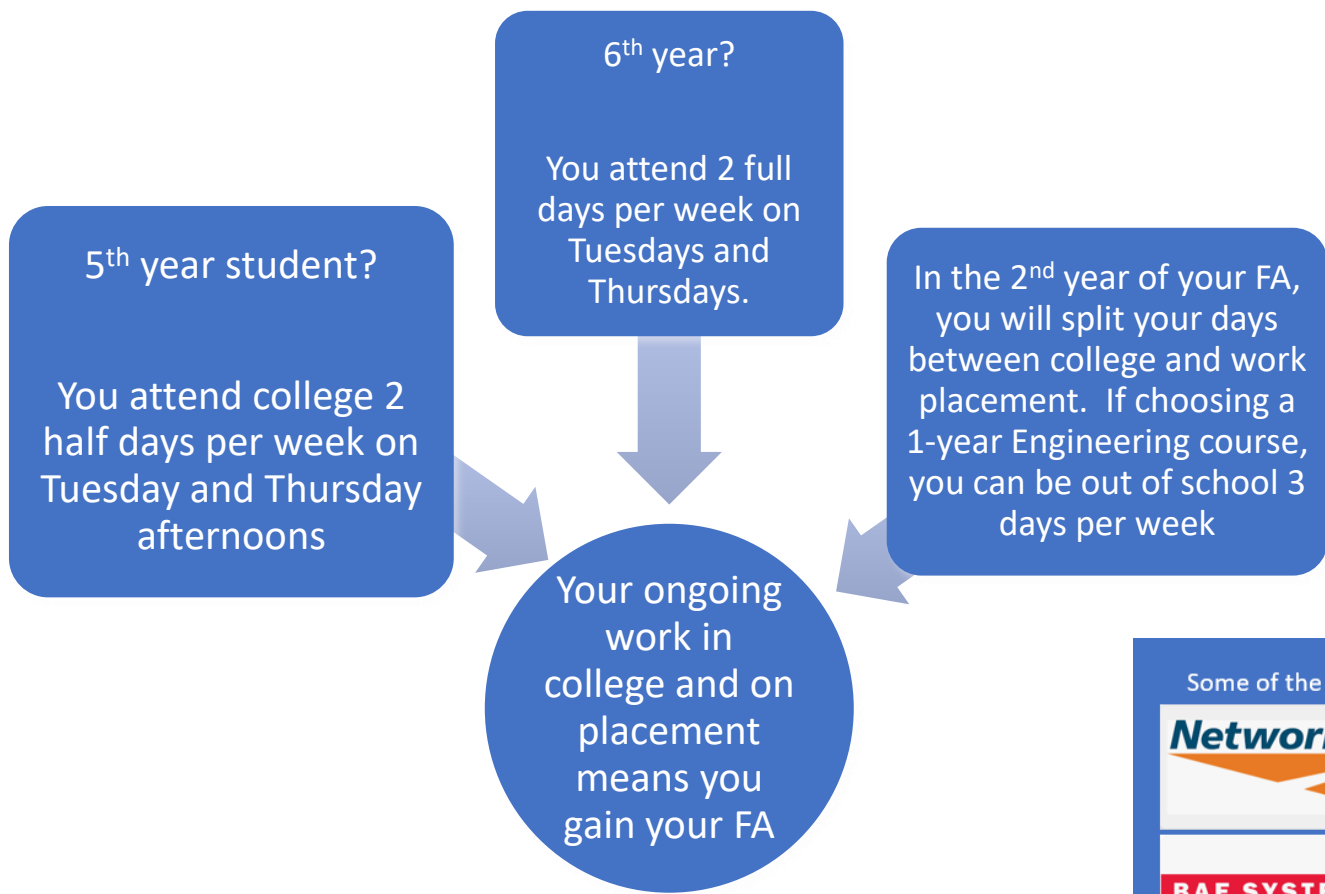 6th year?
You attend 2 full
days per week on
Tuesdays and
Thursdays.
5th year student?
You attend college 2
half days per week on
Tuesday and Thursday
afternoons
In the 2nd year of your FA,
you will split your days
between college and work
placement. If choosing a
1-year Engineering course,
you can be out of school 3
days per week
Your ongoing
work in
college and on
placement
means you
gain your FA
Some of the